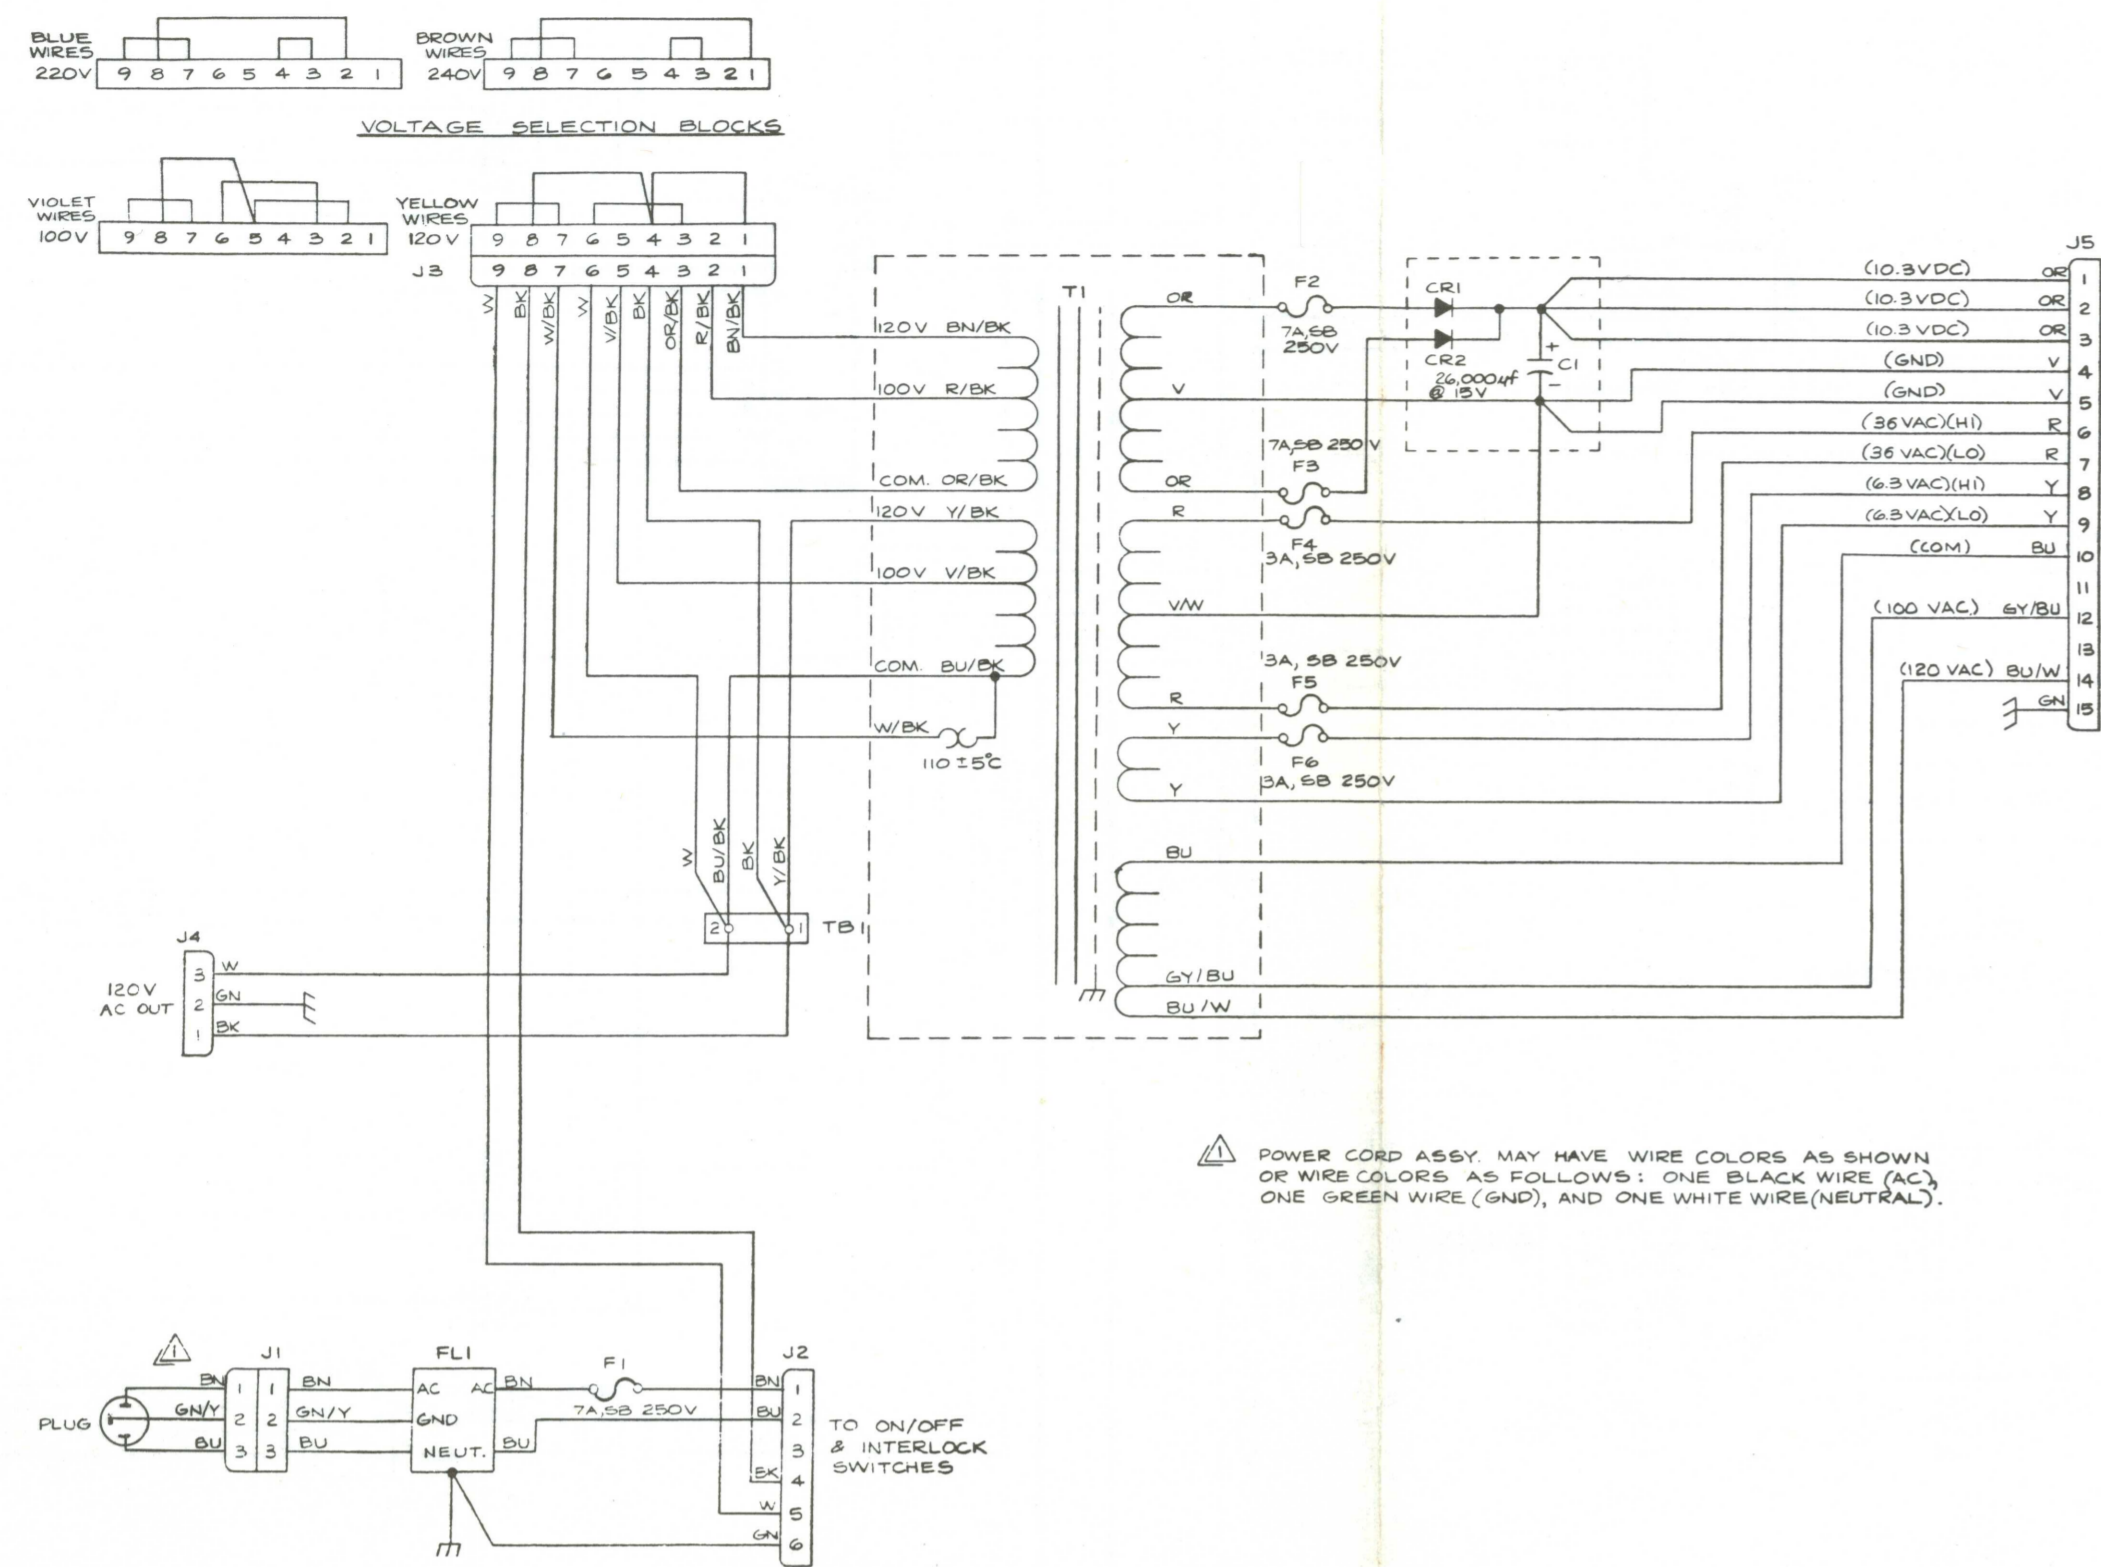 BLUE
WIRES
220V
9 8 7 6 5 4 3 2 1
BROWN
WIRES
240V
9 8 7 6 5 4 3 2 1
VOLTAGE SELECTION BLOCKS
VIOLET
WIRES
100V
9 8 7 6 5 4 3 2 1
YELLOW
WIRES
120V
9 8 7 6 5 4 3 2 1
J3
9 8 7 6 5 4 3 2 1
W
BK
W/BK
W
V/BK
BK
OR/BK
R/BK
BN/BK
120V BN/BK
100V R/BK
COM. OR/BK
120V Y/BK
100V V/BK
COM. BU/BK
W/BK
110 ±5°C
T1
OR
V
OR
R
V/W
R
Y
Y
BU
GY/BU
BU/W
F2
7A,SB
250V
7A,SB 250V
F3
F4
3A, SB 250V
3A, SB 250V
F5
F6
3A, SB 250V
CR1
CR2
+
C1
26,000µf
@ 15V
−
J5
(10.3VDC) OR 1
(10.3VDC) OR 2
(10.3VDC) OR 3
(GND) V 4
(GND) V 5
(36VAC)(HI) R 6
(36VAC)(LO) R 7
(6.3VAC)(HI) Y 8
(6.3VAC)(LO) Y 9
(COM) BU 10
11
(100 VAC) GY/BU 12
13
(120 VAC) BU/W 14
GN 15
W
BU/BK
BK
Y/BK
2 1 TB1
J4
120V
AC OUT
3 W
2 GN
1 BK
1 POWER CORD ASSY. MAY HAVE WIRE COLORS AS SHOWN
OR WIRE COLORS AS FOLLOWS: ONE BLACK WIRE (AC),
ONE GREEN WIRE (GND), AND ONE WHITE WIRE (NEUTRAL).
1
J1
FL1
F1
J2
PLUG
BN 1 1 BN AC AC BN
GN/Y 2 2 GN/Y GND
BU 3 3 BU NEUT. BU
7A,SB 250V
BN 1
BU 2
3
BK 4
W 5
GN 6
TO ON/OFF
& INTERLOCK
SWITCHES